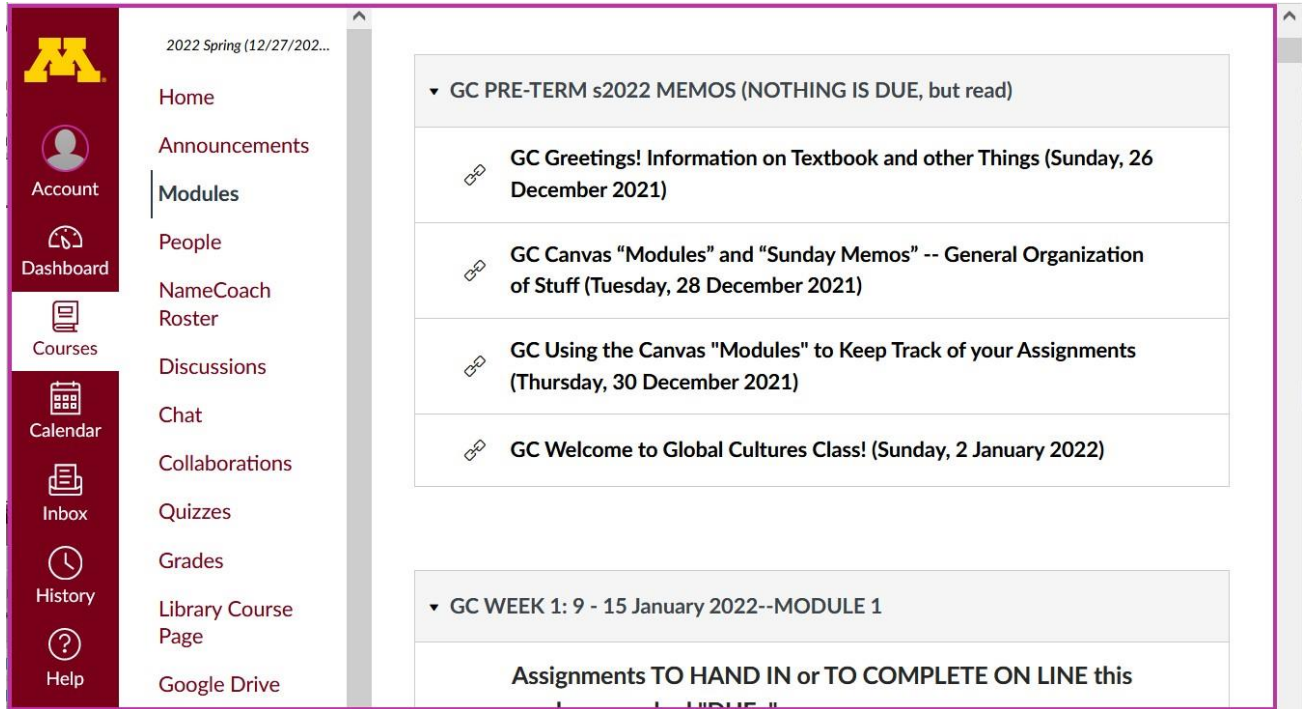 M
Account
Dashboard
Courses
Calendar
Inbox
History
Help
2022 Spring (12/27/202...
Home
Announcements
Modules
People
NameCoach
Roster
Discussions
Chat
Collaborations
Quizzes
Grades
Library Course
Page
Google Drive
GC PRE-TERM s2022 MEMOS (NOTHING IS DUE, but read)
GC Greetings! Information on Textbook and other Things (Sunday, 26
December 2021)
GC Canvas “Modules” and “Sunday Memos” -- General Organization
of Stuff (Tuesday, 28 December 2021)
GC Using the Canvas "Modules" to Keep Track of your Assignments
(Thursday, 30 December 2021)
GC Welcome to Global Cultures Class! (Sunday, 2 January 2022)
GC WEEK 1: 9 - 15 January 2022--MODULE 1
Assignments TO HAND IN or TO COMPLETE ON LINE this